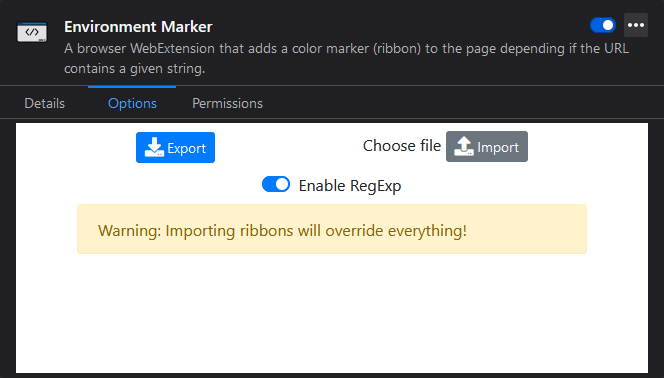 Environment Marker
A browser WebExtension that adds a color marker (ribbon) to the page depending if the URL
contains a given string.
Details
Options
Permissions
Export
Choose file
Import
Enable RegExp
Warning: Importing ribbons will override everything!